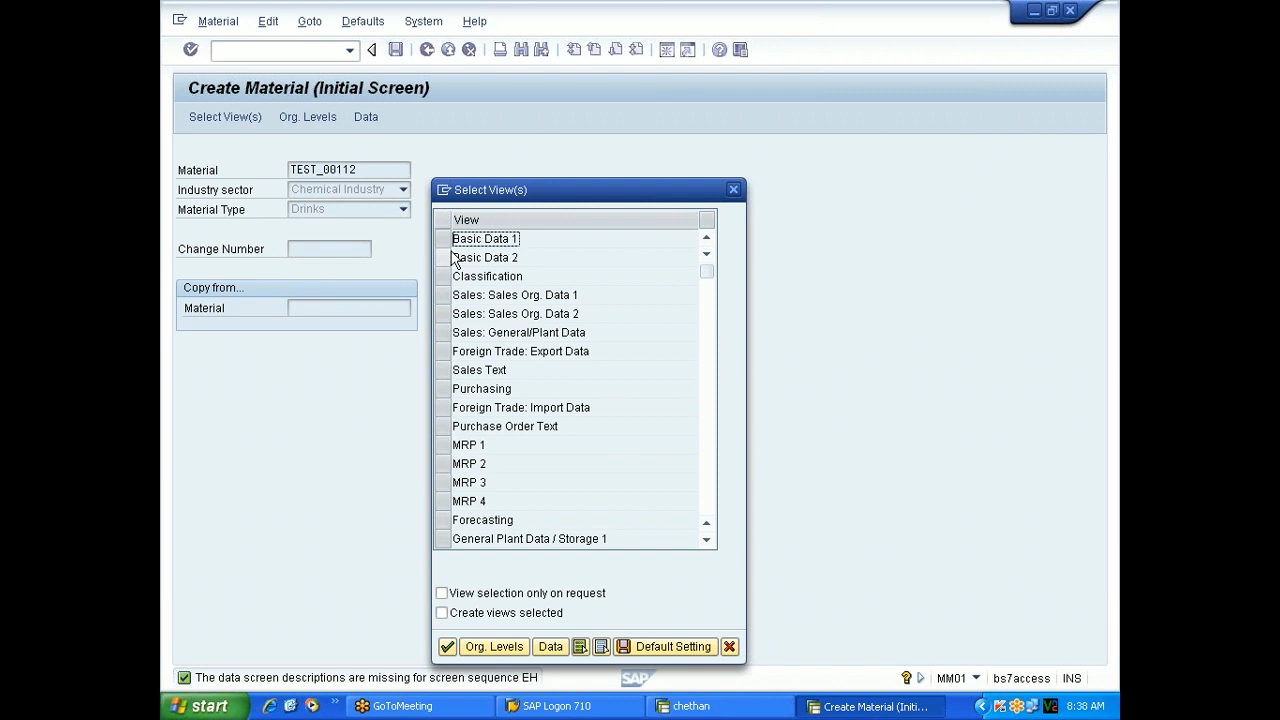 Material Edit Goto Defaults System Help
Create Material (Initial Screen)
Select View(s) Org. Levels Data
Material TEST_00112
Industry sector Chemical Industry
Material Type Drinks
Change Number
Copy from...
Material
Select View(s)
View
Basic Data 1
Basic Data 2
Classification
Sales: Sales Org. Data 1
Sales: Sales Org. Data 2
Sales: General/Plant Data
Foreign Trade: Export Data
Sales Text
Purchasing
Foreign Trade: Import Data
Purchase Order Text
MRP 1
MRP 2
MRP 3
MRP 4
Forecasting
General Plant Data / Storage 1
View selection only on request
Create views selected
Org. Levels Data Default Setting
The data screen descriptions are missing for screen sequence EH
SAP
MM01 bs7access INS
start GoToMeeting SAP Logon 710 chethan Create Material (Initi... 8:38 AM